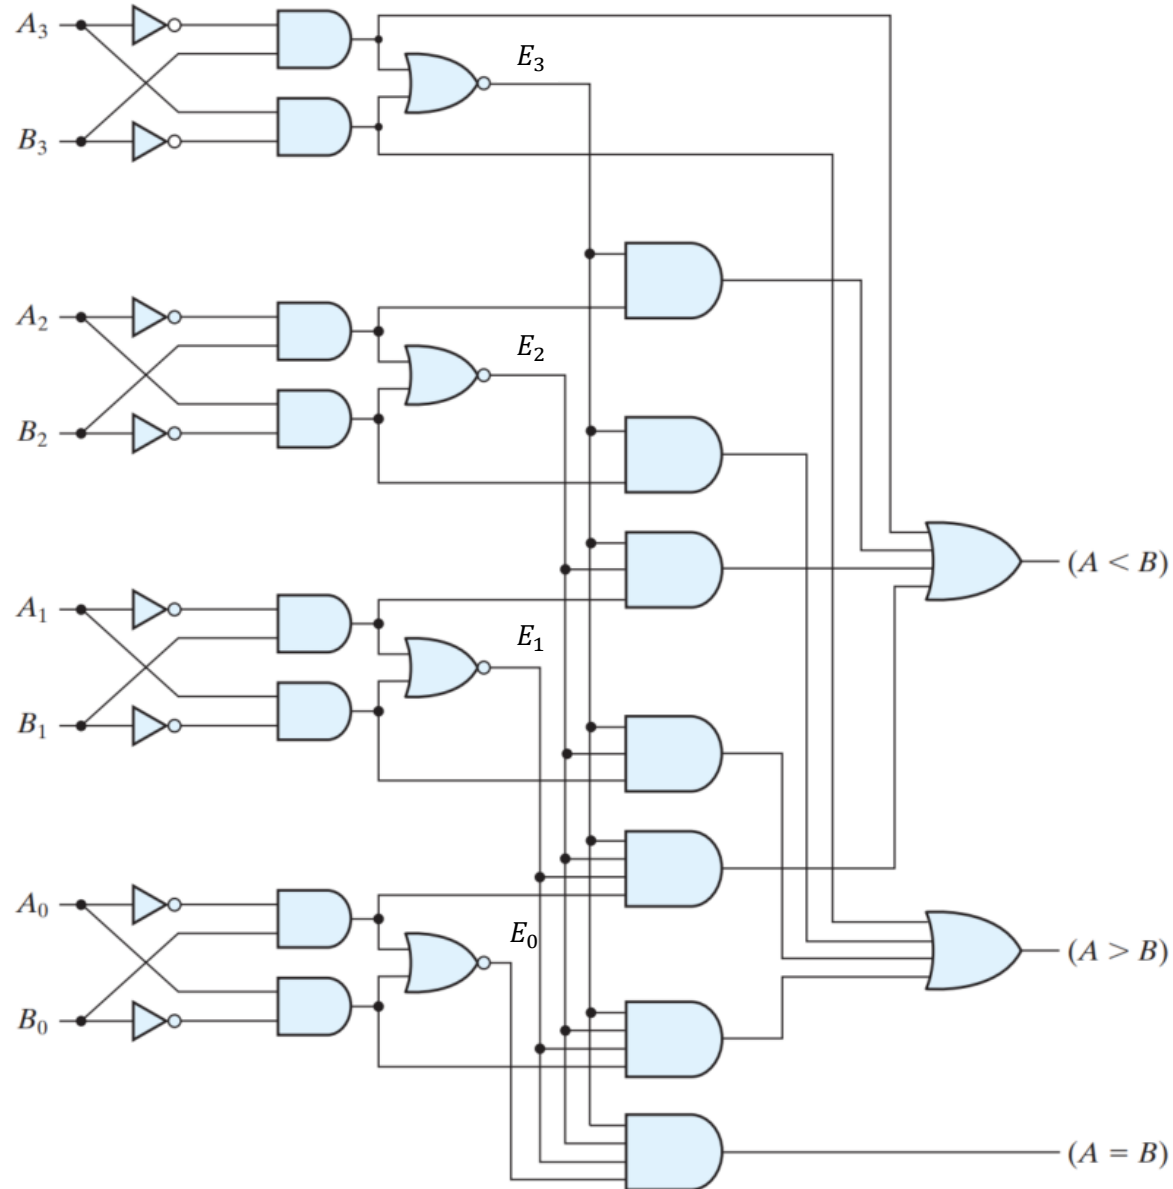 A₃
E₃
B₃
A₂
E₂
B₂
(A < B)
A₁
E₁
B₁
A₀
E₀
(A > B)
B₀
(A = B)